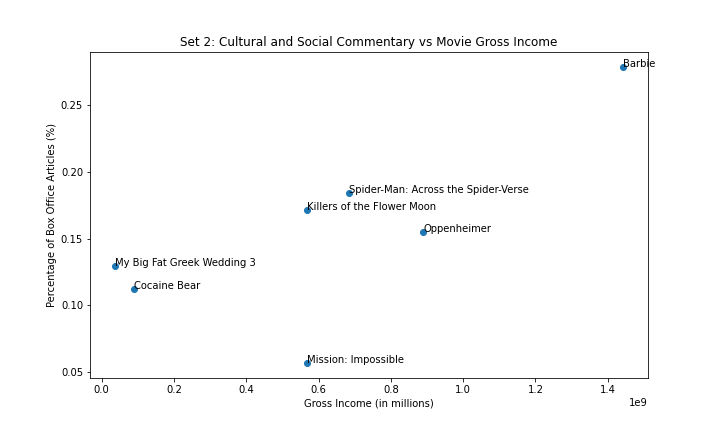 Set 2: Cultural and Social Commentary vs Movie Gross Income
Barbie
0.25
0.20
Spider-Man: Across the Spider-Verse
Killers of the Flower Moon
Oppenheimer
0.15
My Big Fat Greek Wedding 3
Cocaine Bear
0.10
Mission: Impossible
0.05
Percentage of Box Office Articles (%)
0.0 0.2 0.4 0.6 0.8 1.0 1.2 1.4
1e9
Gross Income (in millions)